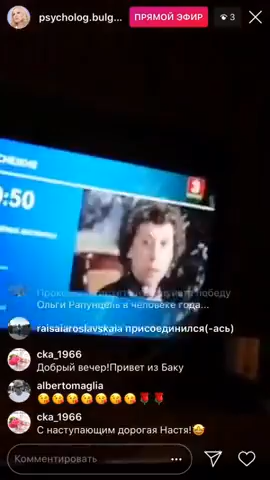 psycholog.bulg...
ПРЯМОЙ ЭФИР
3
:50
Ольги Рапунцель в человеке года...
raisaiaroslavskaia присоединился(-ась)
cka_1966
Добрый вечер!Привет из Баку
albertomaglia
😘😘😘😘😘😘😘🌹🌹
cka_1966
С наступающим дорогая Настя!🤩
Комментировать